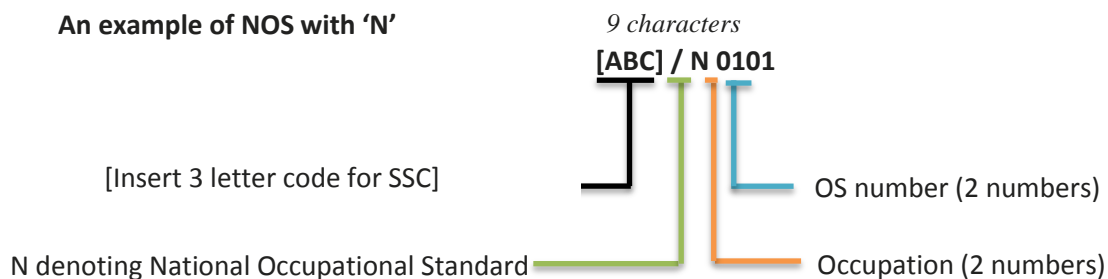 An example of NOS with ‘N’
9 characters
[ABC] / N 0101
[Insert 3 letter code for SSC]
OS number (2 numbers)
N denoting National Occupational Standard
Occupation (2 numbers)